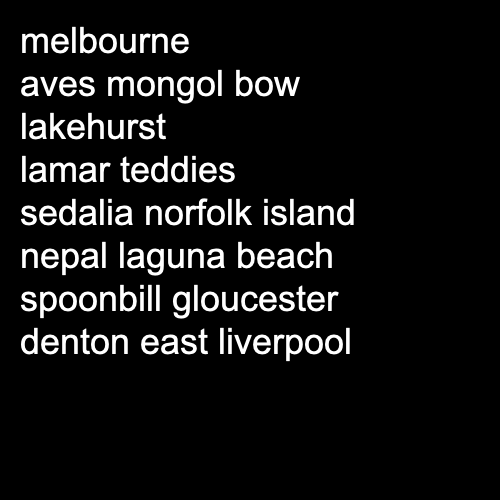 melbourne
aves mongol bow
lakehurst
lamar teddies
sedalia norfolk island
nepal laguna beach
spoonbill gloucester
denton east liverpool